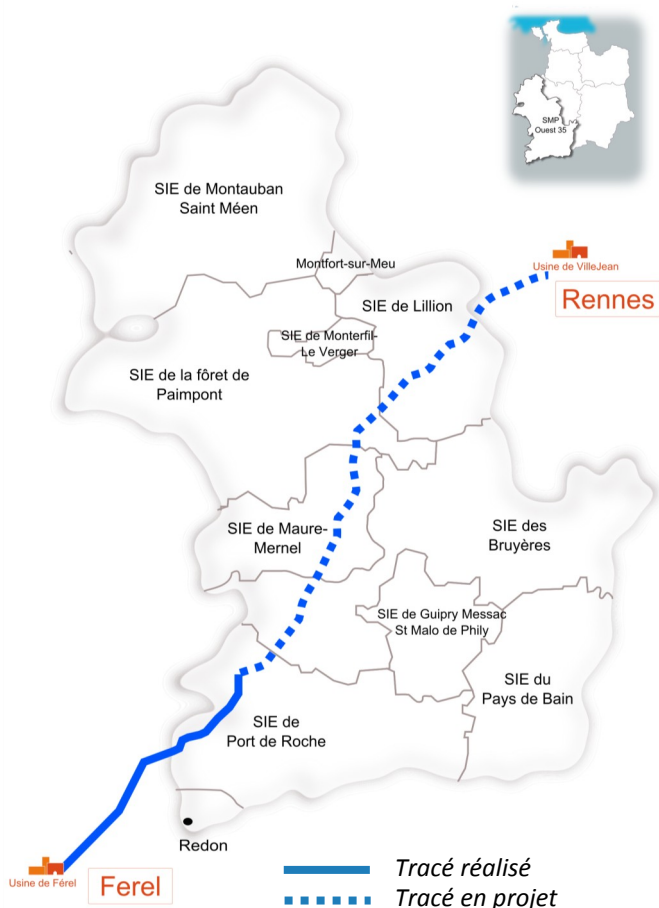 SMP
Ouest 35
SIE de Montauban
Saint Méen
Montfort-sur-Meu
Usine de VilleJean
Rennes
SIE de Lillion
SIE de Monterfil-
Le Verger
SIE de la fôret de
Paimpont
SIE de Maure-
Mernel
SIE des
Bruyères
SIE de Guipry Messac
St Malo de Phily
SIE du
Pays de Bain
SIE de
Port de Roche
Redon
Usine de Férel
Ferel
Tracé réalisé
Tracé en projet